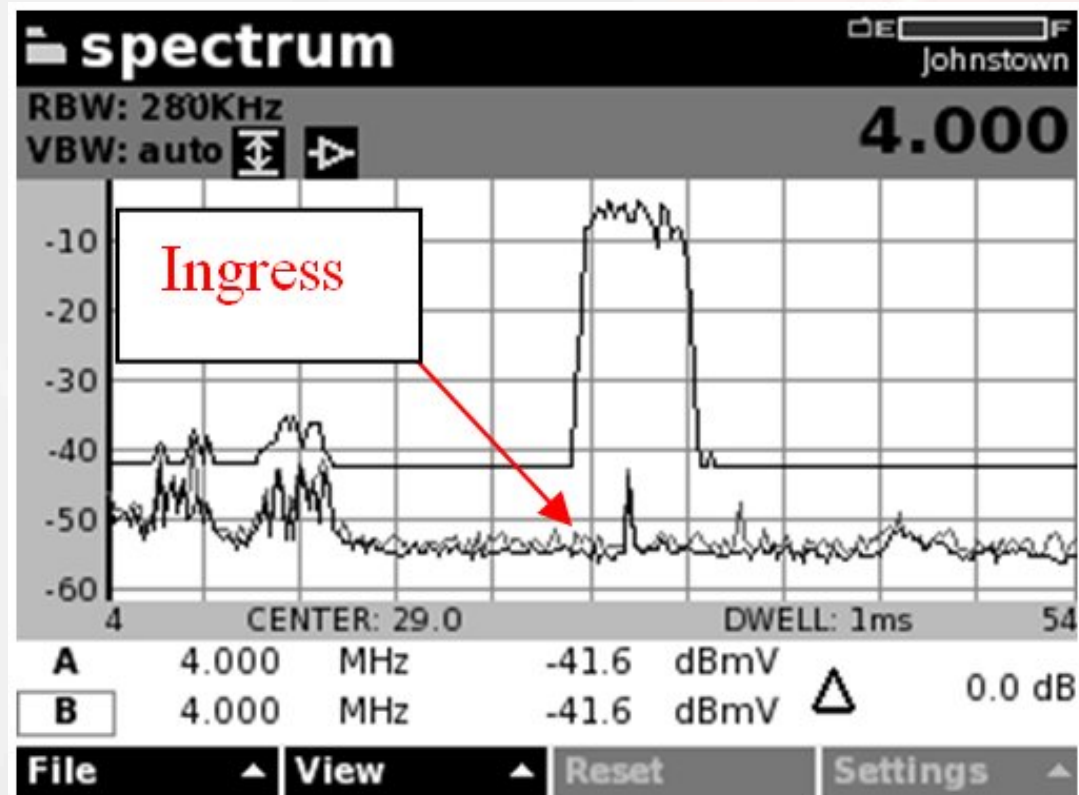 spectrum
E F
Johnstown
RBW: 280KHz
VBW: auto
4.000
Ingress
-10
-20
-30
-40
-50
-60
4 CENTER: 29.0 DWELL: 1ms 54
A 4.000 MHz -41.6 dBmV
B 4.000 MHz -41.6 dBmV
Δ 0.0 dB
File View Reset Settings